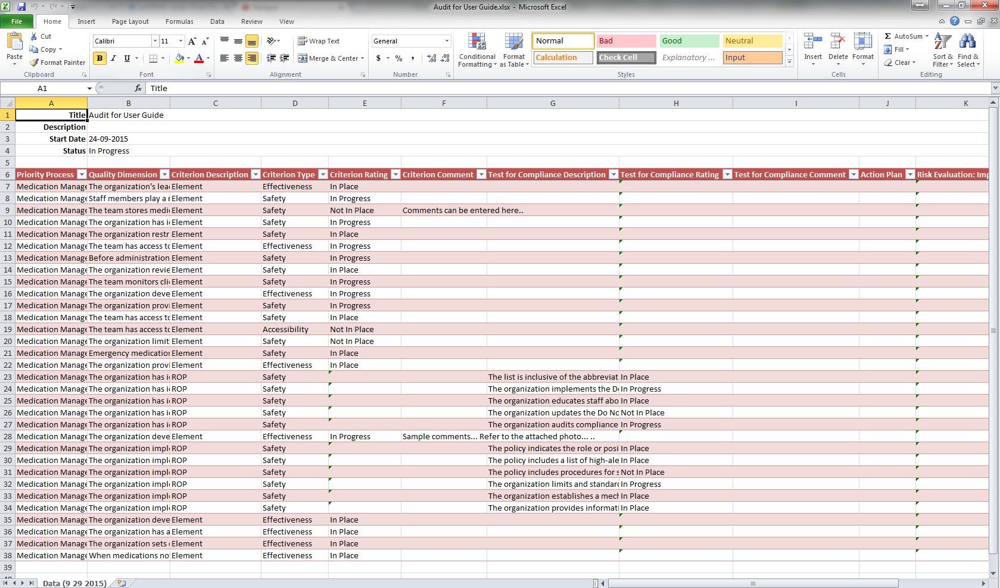 Audit for User Guide.xlsx - Microsoft Excel
File Home Insert Page Layout Formulas Data Review View
Cut
Copy
Format Painter
Paste
Clipboard
Calibri 11
B I U
Font
Wrap Text
Merge & Center
Alignment
General
$ % ,
Number
Conditional Formatting
Format as Table
Normal Bad Good Neutral
Calculation Check Cell Explanatory ... Input
Styles
Insert Delete Format
Cells
Σ AutoSum
Fill
Clear
Sort & Filter
Find & Select
Editing
A1 fx Title
A B C D E F G H I J K
1 Title Audit for User Guide
2 Description
3 Start Date 24-09-2015
4 Status In Progress
5
6 Priority Process Quality Dimension Criterion Description Criterion Type Criterion Rating Criterion Comment Test for Compliance Description Test for Compliance Rating Test for Compliance Comment Action Plan Risk Evaluation: Imp
7 Medication Manage The organization's lea Element Effectiveness In Place
8 Medication Manage Staff members play a r Element Safety In Progress
9 Medication Manage The team stores medi Element Safety Not In Place Comments can be entered here..
10 Medication Manage The organization has i Element Safety In Progress
11 Medication Manage The organization restr Element Safety In Place
12 Medication Manage The team has access to Element Effectiveness In Progress
13 Medication Manage Before administration Element Safety In Progress
14 Medication Manage The organization revie Element Safety In Place
15 Medication Manage The team monitors cli Element Safety In Progress
16 Medication Manage The organization deve Element Effectiveness In Progress
17 Medication Manage The organization provi Element Safety In Progress
18 Medication Manage The team has access to Element Safety In Place
19 Medication Manage The team has access to Element Accessibility Not In Place
20 Medication Manage The organization limit Element Safety Not In Place
21 Medication Manage Emergency medication Element Safety In Place
22 Medication Manage The organization provi Element Effectiveness In Place
23 Medication Manage The organization has i ROP Safety The list is inclusive of the abbreviat In Place
24 Medication Manage The organization has i ROP Safety The organization implements the D In Progress
25 Medication Manage The organization has i ROP Safety The organization educates staff abo In Place
26 Medication Manage The organization has i ROP Safety The organization updates the Do No Not In Place
27 Medication Manage The organization has i ROP Safety The organization audits compliance In Progress
28 Medication Manage The organization deve Element Effectiveness In Progress Sample comments... Refer to the attached photo... ..
29 Medication Manage The organization impl ROP Safety The policy indicates the role or posi In Place
30 Medication Manage The organization impl ROP Safety The policy includes a list of high-ale In Place
31 Medication Manage The organization impl ROP Safety The policy includes procedures for s Not In Place
32 Medication Manage The organization impl ROP Safety The organization limits and standard In Progress
33 Medication Manage The organization impl ROP Safety The organization establishes a mech In Place
34 Medication Manage The organization impl ROP Safety The organization provides informati In Place
35 Medication Manage The organization deve Element Effectiveness In Place
36 Medication Manage The organization has a Element Effectiveness In Place
37 Medication Manage The organization sets Element Effectiveness In Place
38 Medication Manage When medications no Element Effectiveness In Place
39
Data (9 29 2015)